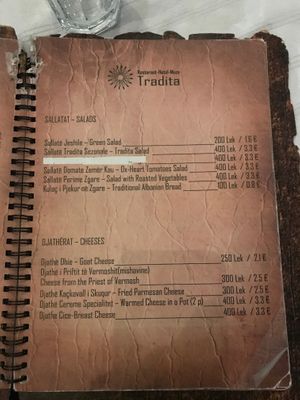 Restaurant-Hotel-Muze
Tradita
SALLATAT – SALADS
Sallatë Jeshile – Green Salad 200 Lek / 1.6 €
Sallatë Tradita Sezonale – Tradita Salad 400 Lek / 3.3 €
400 Lek / 3.3 €
Sallatë Domate Zemër Kau – Ox-Heart Tomatoes Salad 400 Lek / 3.3 €
Sallatë Perime Zgare – Salad with Roasted Vegetables 400 Lek / 3.3 €
Kulaç i Pjekur në Zgare – Traditional Albanian Bread 100 Lek / 0.8 €
DJATHËRAT – CHEESES
Djathë Dhie – Goat Cheese 250 Lek / 2.1 €
Djathë i Priftit të Vermoshit(mishavinë)
Cheese from the Priest of Vermosh 300 Lek / 2.5 €
Djathë Kaçkavall i Skuqur – Fried Parmesan Cheese 300 Lek / 2.5 €
Djathë Gereme Specialitet – Warmed Cheese in a Pot (2 p) 400 Lek / 3.3 €
Djathë Cice-Breast Cheese 400 Lek / 3.3 €